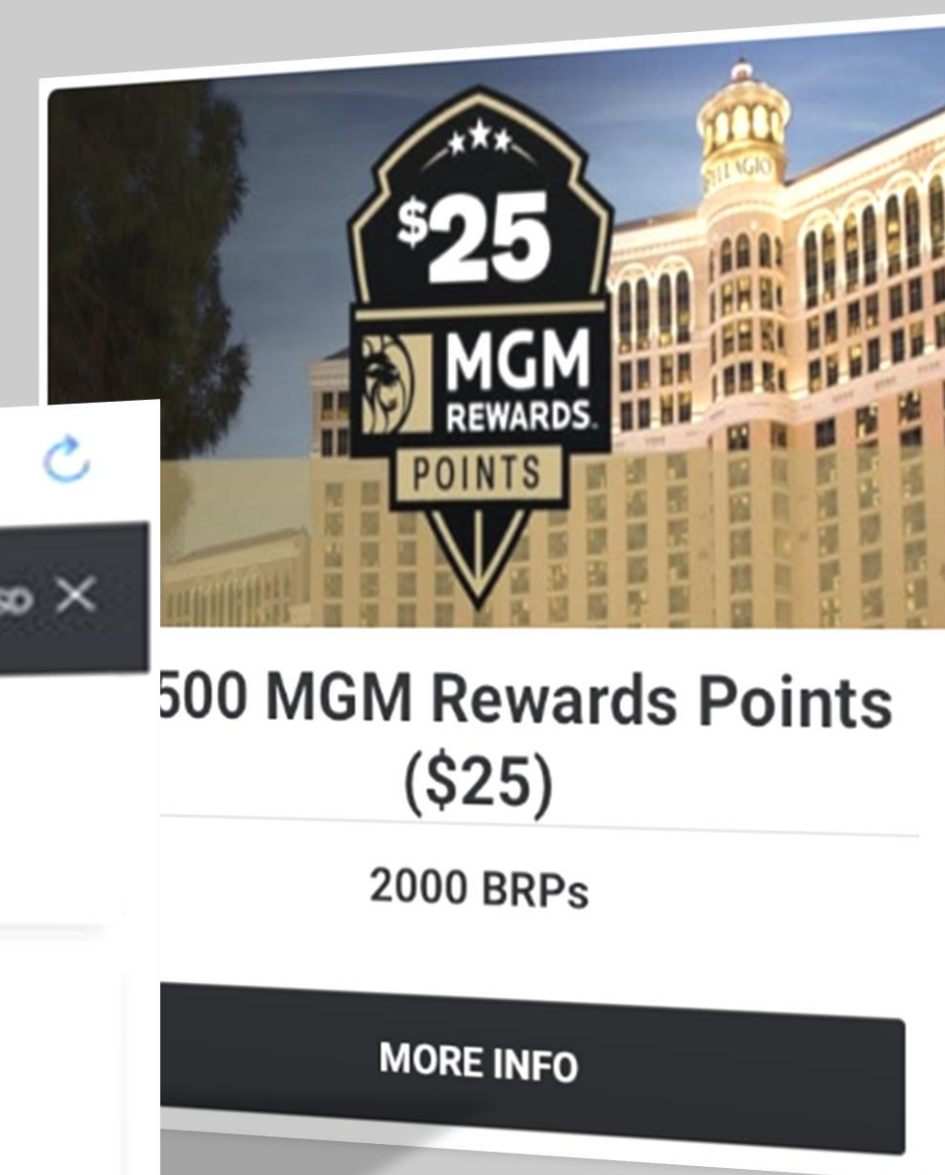 $25
MGM
REWARDS
POINTS
500 MGM Rewards Points
($25)
2000 BRPs
MORE INFO